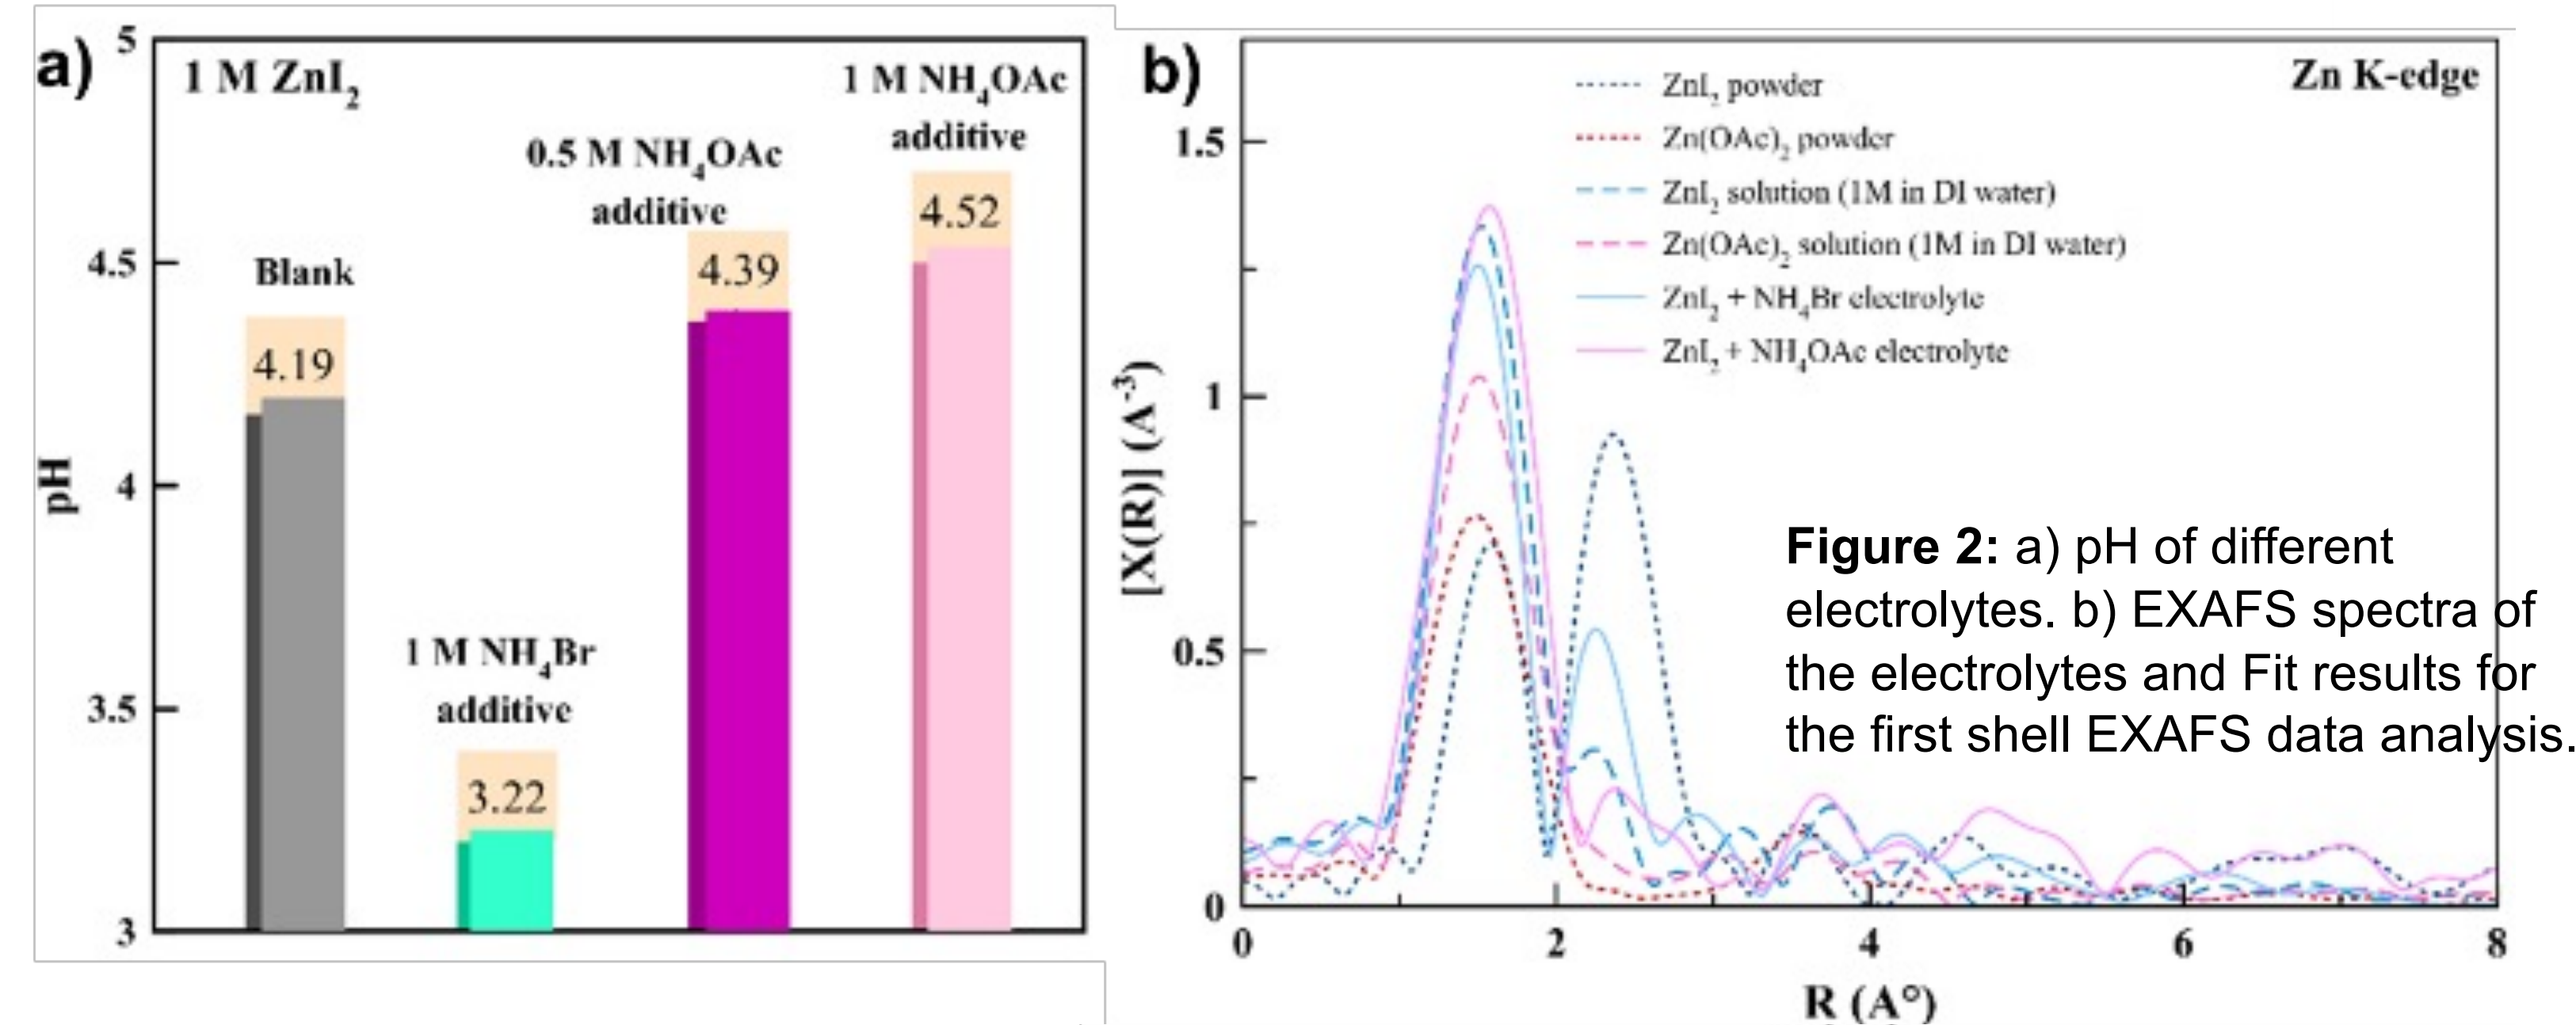 a)
5
4.5
4
3.5
3
pH
1 M ZnI₂
Blank
4.19
1 M NH₄Br
additive
3.22
0.5 M NH₄OAc
additive
4.39
1 M NH₄OAc
additive
4.52
b)
Zn K-edge
ZnI₂ powder
Zn(OAc)₂ powder
ZnI₂ solution (1M in DI water)
Zn(OAc)₂ solution (1M in DI water)
ZnI₂ + NH₄Br electrolyte
ZnI₂ + NH₄OAc electrolyte
[X(R)] (A⁻³)
1.5
1
0.5
0
0 2 4 6 8
R (A°)
Figure 2: a) pH of different
electrolytes. b) EXAFS spectra of
the electrolytes and Fit results for
the first shell EXAFS data analysis.